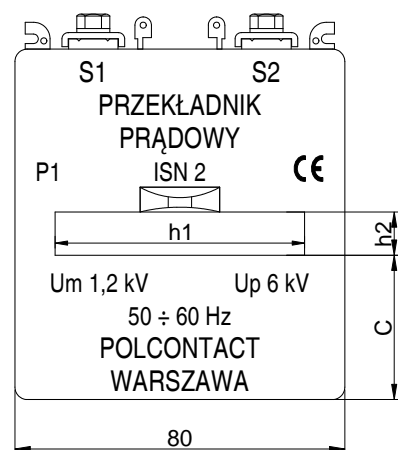 S1 S2
PRZEKŁADNIK
PRĄDOWY
P1 ISN 2 CE
h1 h2
Um 1,2 kV Up 6 kV
50 ÷ 60 Hz
C
POLCONTACT
WARSZAWA
80